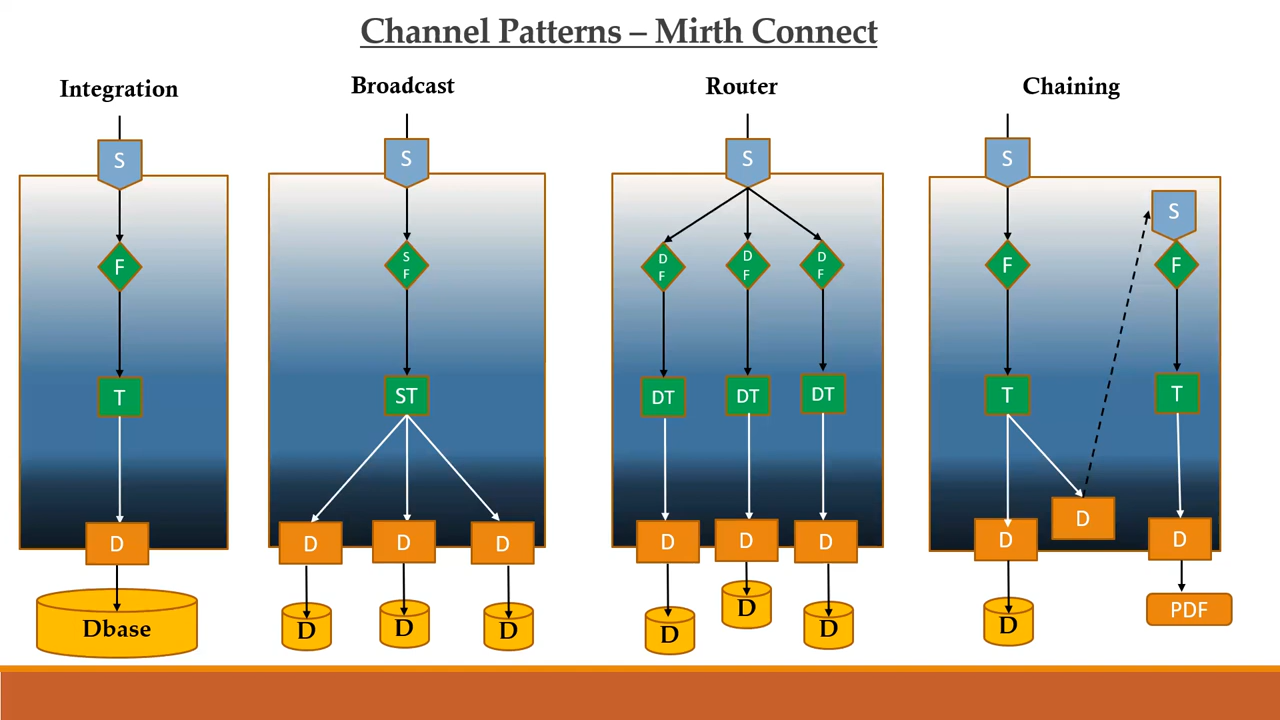 Channel Patterns – Mirth Connect
Integration
S
F
T
D
Dbase
Broadcast
S
S
F
ST
D D D
D D D
Router
S
D D D
F F F
DT DT DT
D D D
D D D
Chaining
S
F
T
D D
D
S
F
T
D
PDF